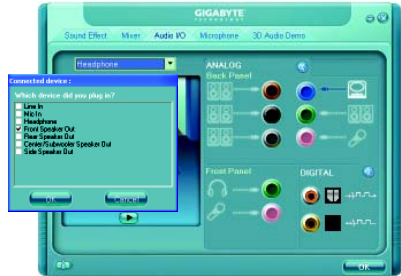 GIGABYTE
TECHNOLOGY
Sound Effect Mixer Audio I/O Microphone 3D Audio Demo
Headphone
ANALOG
Back Panel
Connected device :
Which device did you plug in?
Line In
Mic In
Headphone
Front Speaker Out
Rear Speaker Out
Center/Subwoofer Speaker Out
Side Speaker Out
OK Cancel
Front Panel
DIGITAL
OK